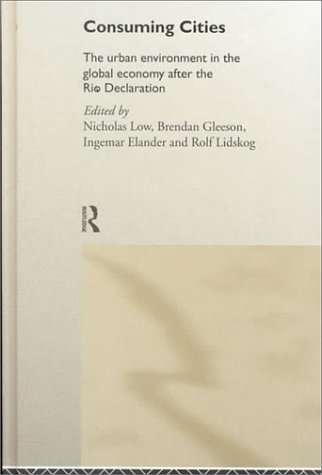 Consuming Cities
The urban environment in the
global economy after the
Rio Declaration
Edited by
Nicholas Low, Brendan Gleeson,
Ingemar Elander and Rolf Lidskog
ROUTLEDGE